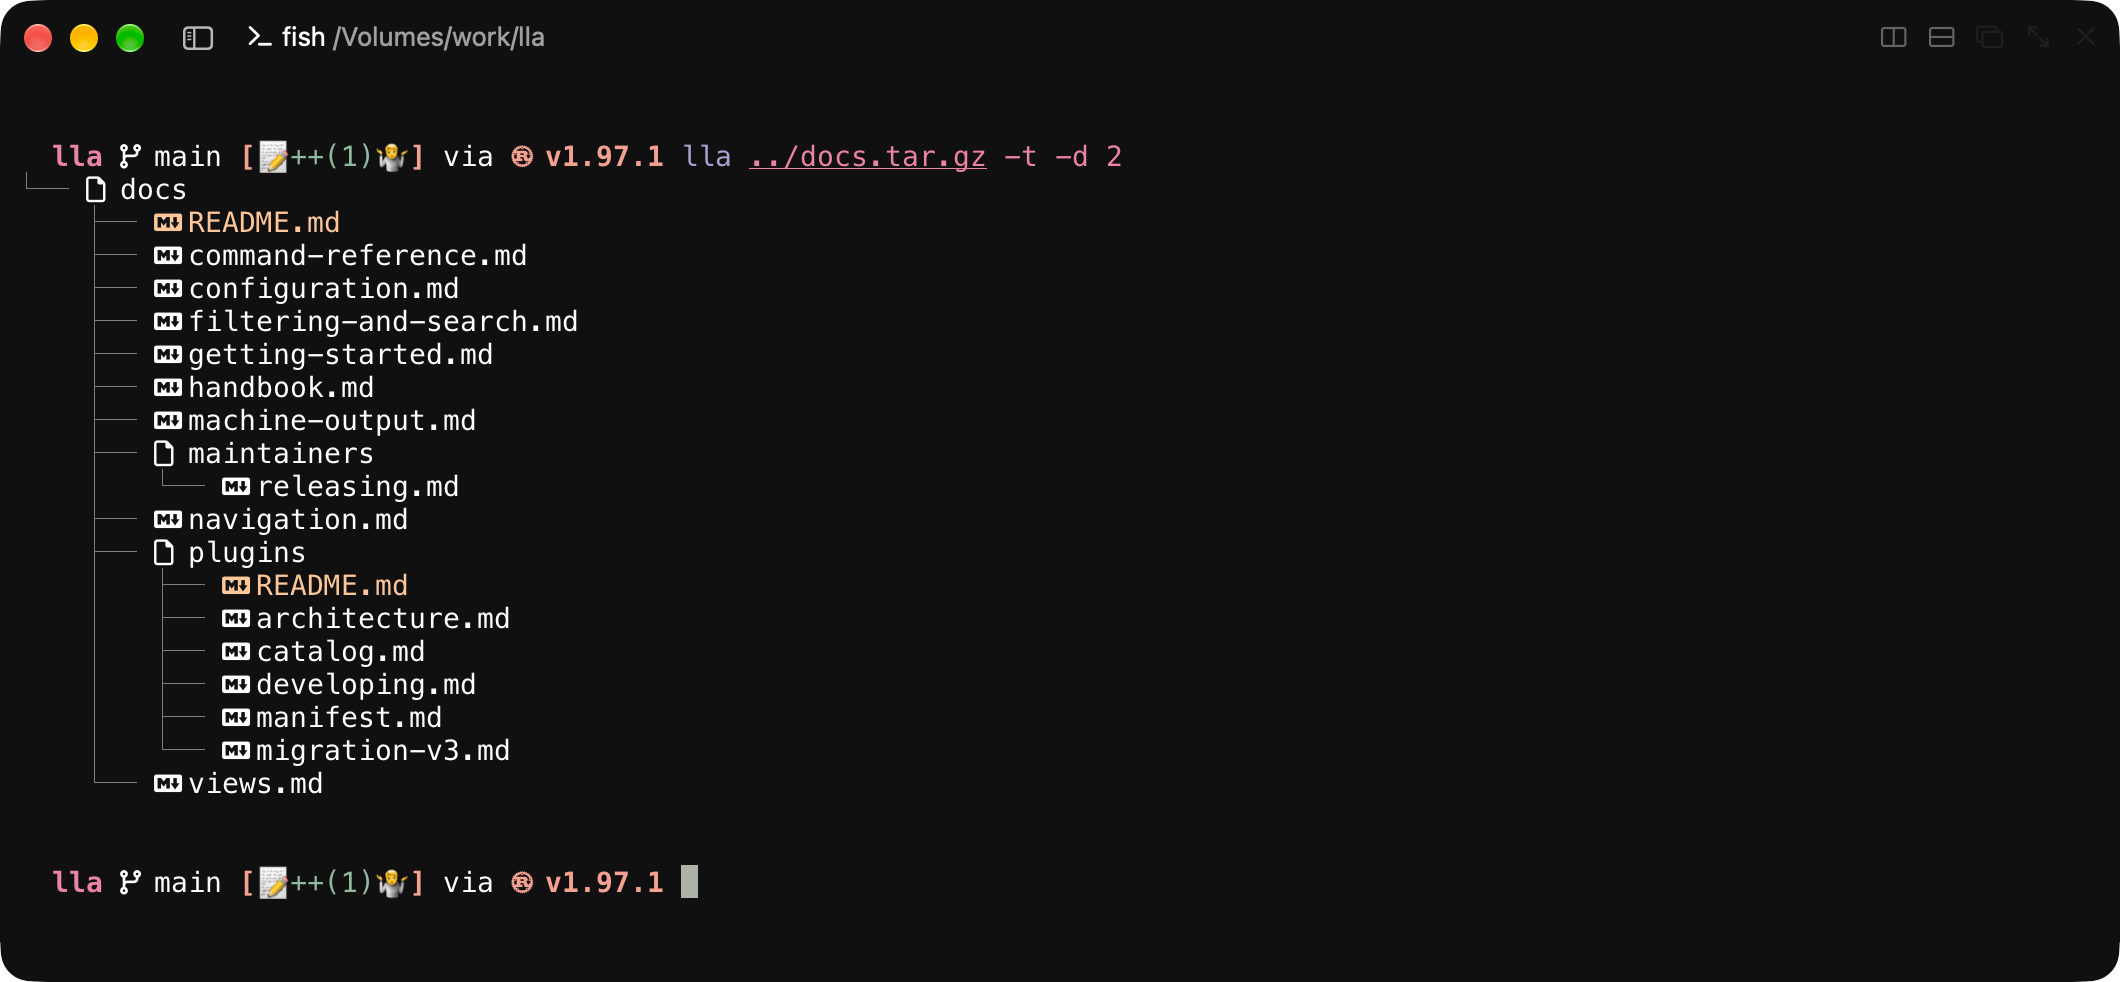 fish /Volumes/work/lla
lla main [📝++(1)🤷] via v1.97.1 lla ../docs.tar.gz -t -d 2
└── docs
├── README.md
├── command-reference.md
├── configuration.md
├── filtering-and-search.md
├── getting-started.md
├── handbook.md
├── machine-output.md
├── maintainers
│ └── releasing.md
├── navigation.md
├── plugins
│ ├── README.md
│ ├── architecture.md
│ ├── catalog.md
│ ├── developing.md
│ ├── manifest.md
│ └── migration-v3.md
└── views.md
lla main [📝++(1)🤷] via v1.97.1